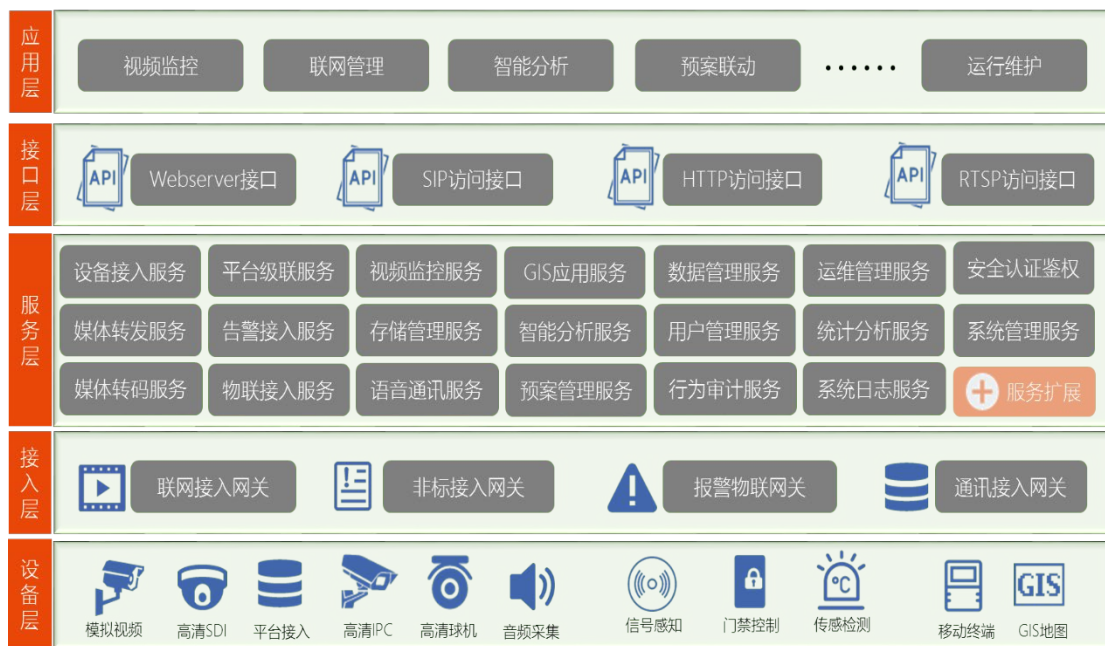 应用层
视频监控 联网管理 智能分析 预案联动 ······ 运行维护
接口层
API Webserver接口 API SIP访问接口 API HTTP访问接口 API RTSP访问接口
服务层
设备接入服务 平台级联服务 视频监控服务 GIS应用服务 数据管理服务 运维管理服务 安全认证鉴权
媒体转发服务 告警接入服务 存储管理服务 智能分析服务 用户管理服务 统计分析服务 系统管理服务
媒体转码服务 物联接入服务 语音通讯服务 预案管理服务 行为审计服务 系统日志服务 服务扩展
接入层
联网接入网关 非标接入网关 报警物联网关 通讯接入网关
设备层
°C GIS
模拟视频 高清SDI 平台接入 高清IPC 高清球机 音频采集 信号感知 门禁控制 传感检测 移动终端 GIS地图